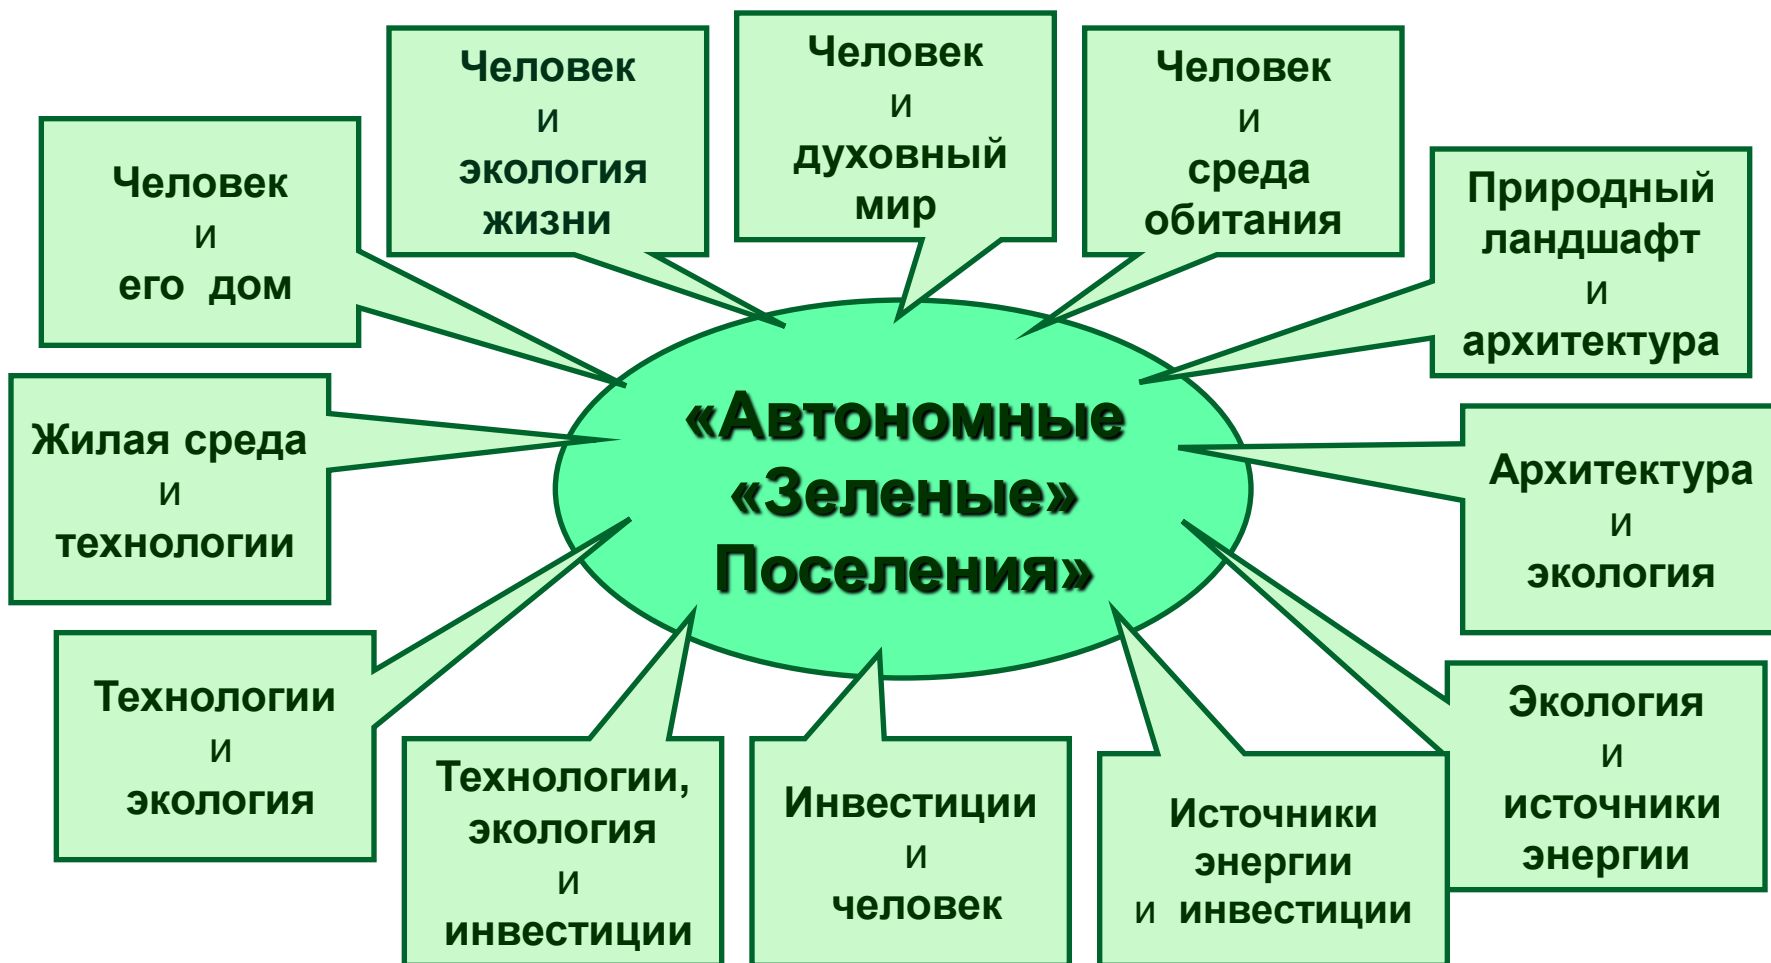 Человек
и
его дом
Человек
и
экология
жизни
Человек
и
духовный
мир
Человек
и
среда
обитания
Природный
ландшафт
и
архитектура
Жилая среда
и
технологии
«Автономные
«Зеленые»
Поселения»
Архитектура
и
экология
Технологии
и
экология
Технологии,
экология
и
инвестиции
Инвестиции
и
человек
Источники
энергии
и инвестиции
Экология
и
источники
энергии